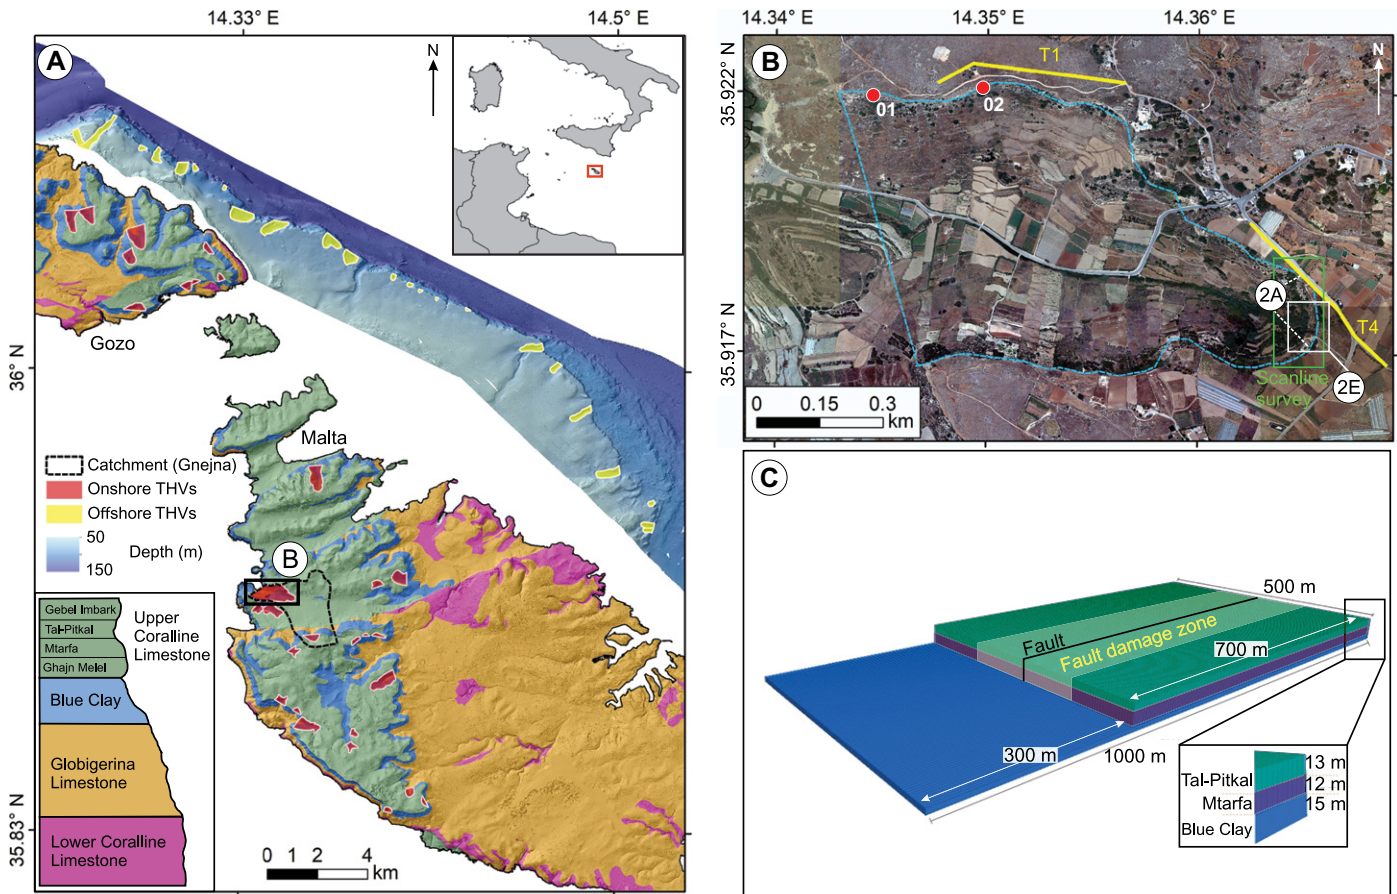 14.33° E
14.5° E
A
N
36° N
35.83° N
Gozo
Malta
Catchment (Gnejna)
Onshore THVs
Offshore THVs
50
Depth (m)
150
B
Gebel Imbark
Tal-Pitkal
Mtarfa
Ghajn Melel
Upper
Coralline
Limestone
Blue Clay
Globigerina
Limestone
Lower Coralline
Limestone
0 1 2 4
km
14.34° E
14.35° E
14.36° E
B
T1
N
35.922° N
01
02
2A
T4
35.917° N
2E
Scanline
survey
0 0.15 0.3
km
C
500 m
Fault
Fault damage zone
700 m
300 m
1000 m
13 m
Tal-Pitkal
12 m
Mtarfa
15 m
Blue Clay